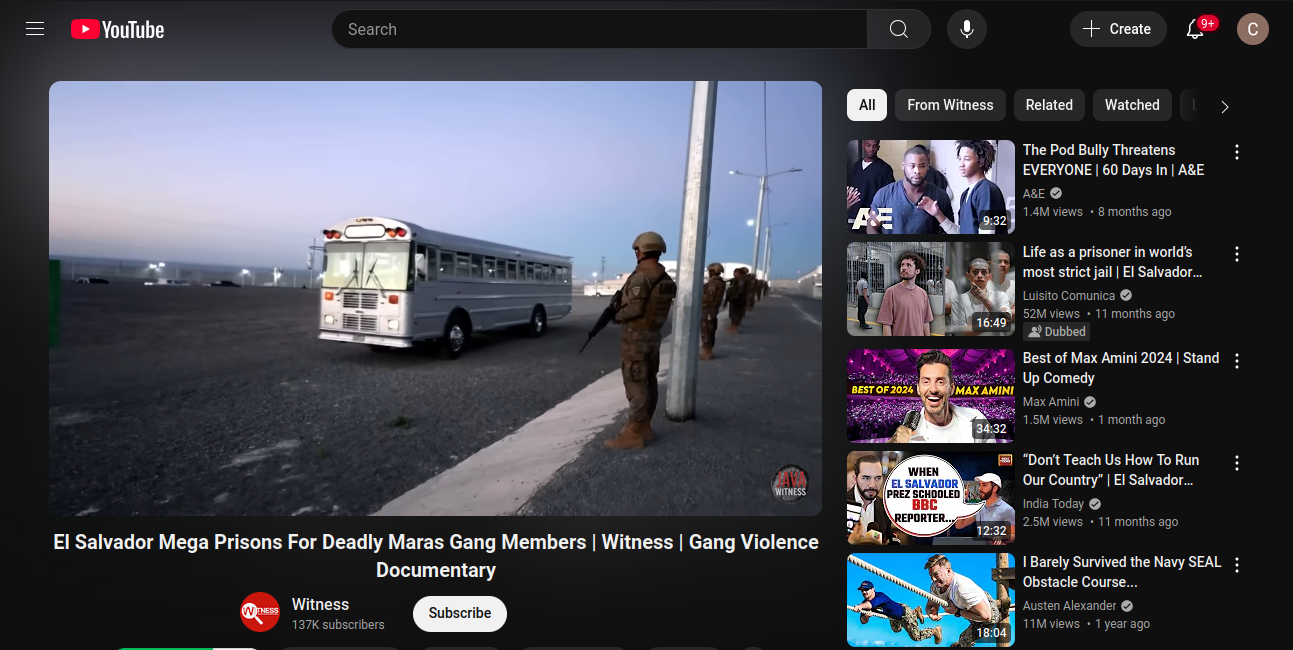 YouTube
Search
Create
9+
C
JAVA
WITNESS
El Salvador Mega Prisons For Deadly Maras Gang Members | Witness | Gang Violence
Documentary
WITNESS
Witness
137K subscribers
Subscribe
All
From Witness
Related
Watched
A&E
9:32
The Pod Bully Threatens
EVERYONE | 60 Days In | A&E
A&E
1.4M views • 8 months ago
16:49
Life as a prisoner in world's
most strict jail | El Salvador...
Luisito Comunica
52M views • 11 months ago
Dubbed
BEST OF 2024
MAX AMINI
34:32
Best of Max Amini 2024 | Stand
Up Comedy
Max Amini
1.5M views • 1 month ago
WHEN
EL SALVADOR
PREZ SCHOOLED
BBC
REPORTER...
12:32
“Don't Teach Us How To Run
Our Country” | El Salvador...
India Today
2.5M views • 11 months ago
18:04
I Barely Survived the Navy SEAL
Obstacle Course...
Austen Alexander
11M views • 1 year ago